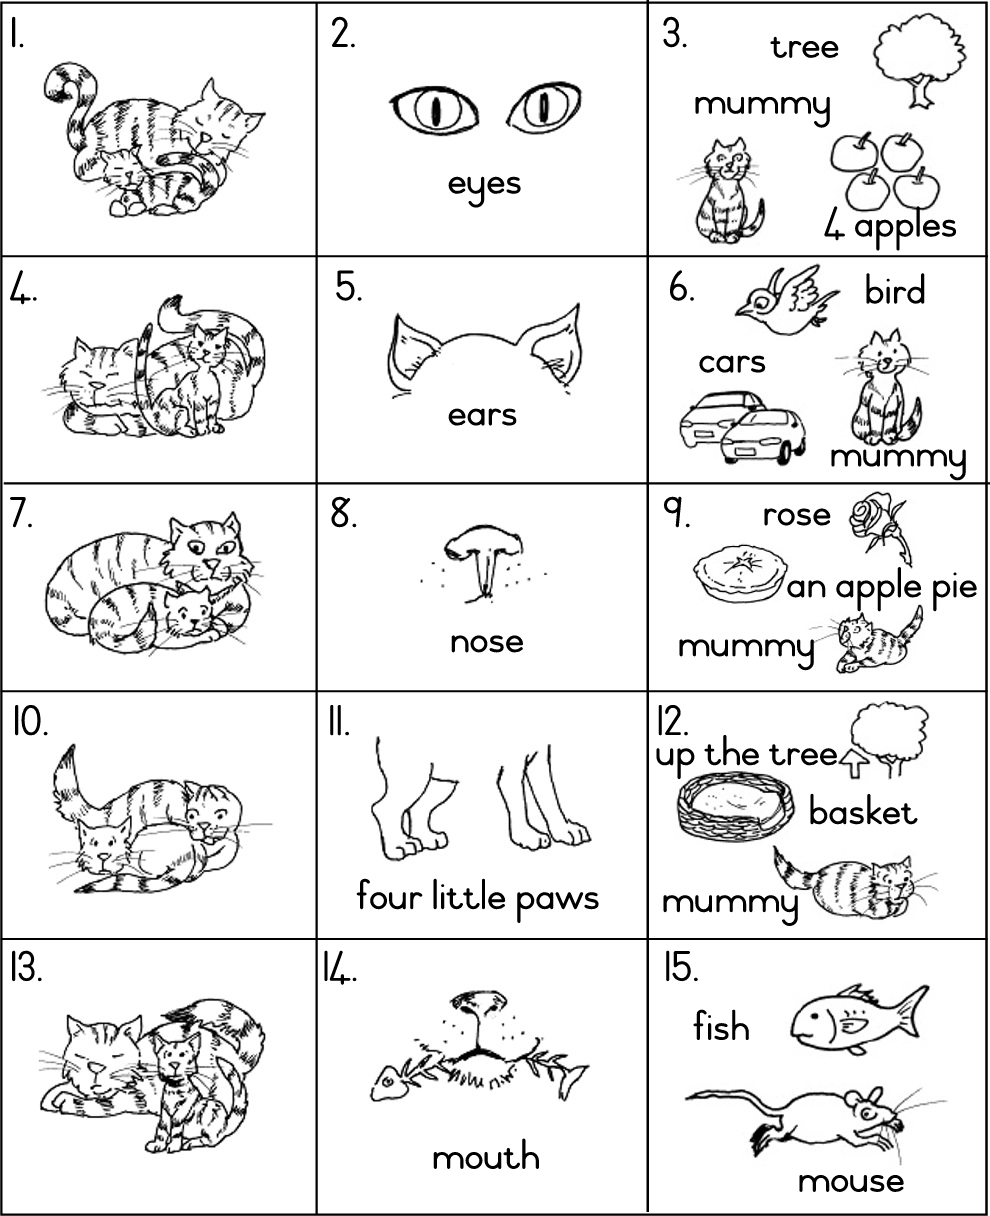 1.
2.
eyes
3.
tree
mummy
4 apples
4.
5.
ears
6.
bird
cars
mummy
7.
8.
nose
9.
rose
an apple pie
mummy
10.
11.
four little paws
12.
up the tree
basket
mummy
13.
14.
mouth
15.
fish
mouse